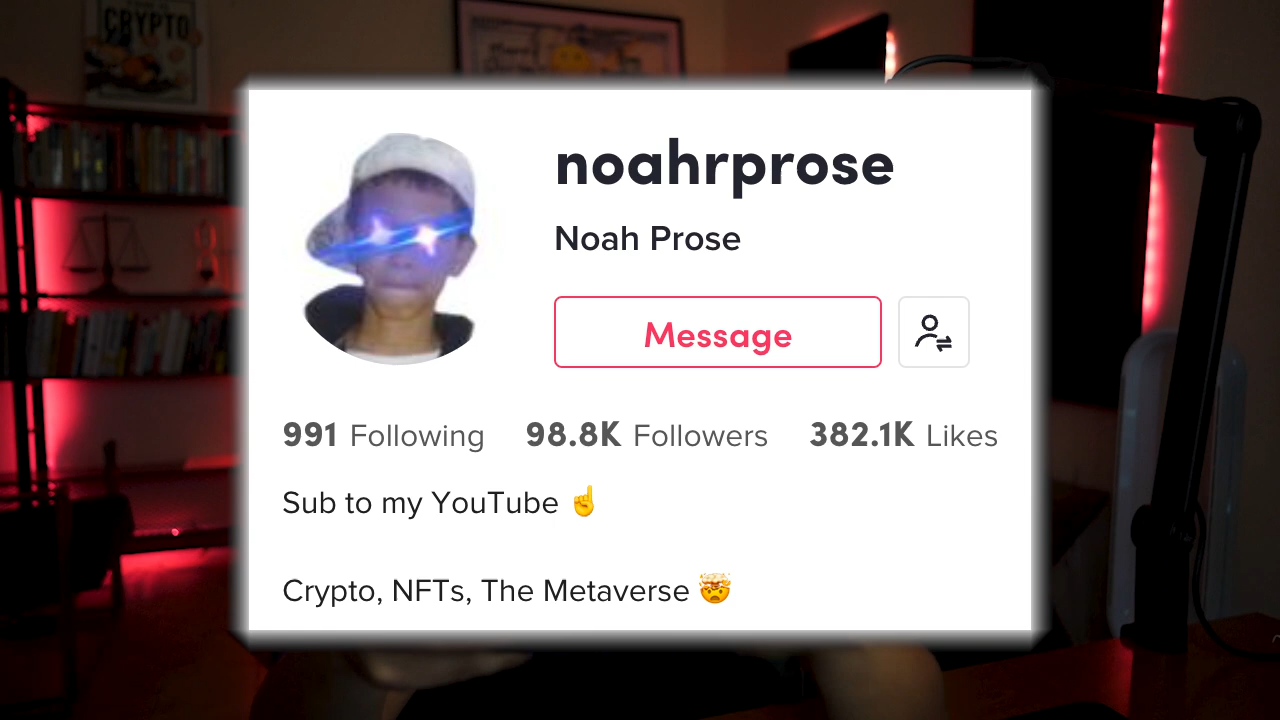 CRYPTO
noahrprose
Noah Prose
Message
991 Following 98.8K Followers 382.1K Likes
Sub to my YouTube ☝️
Crypto, NFTs, The Metaverse 🤯